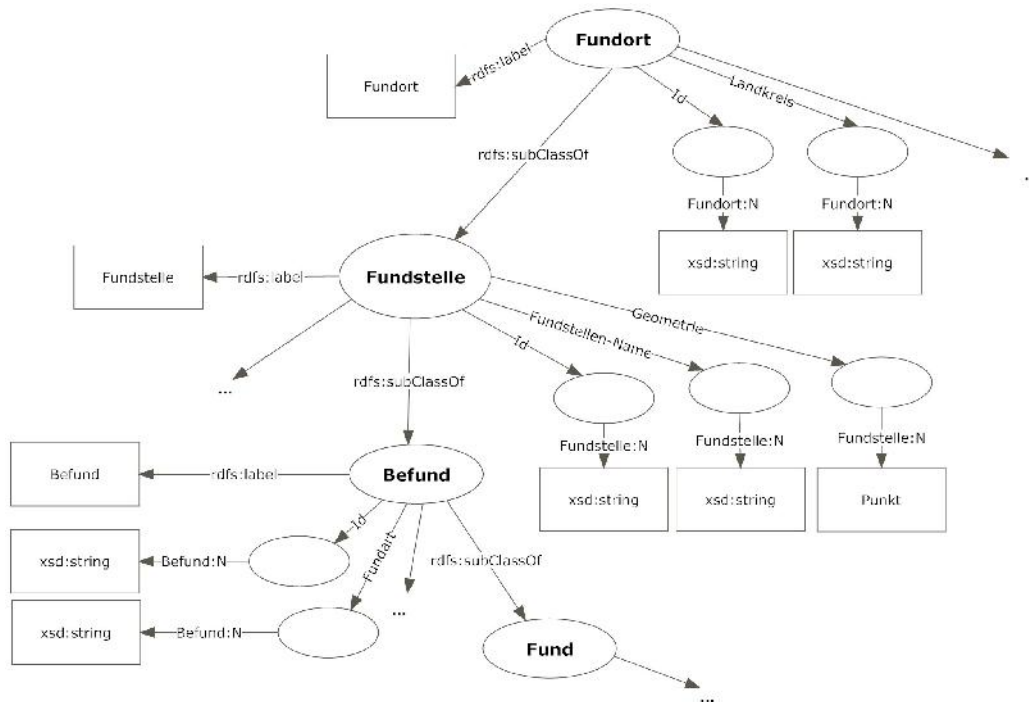 Fundort
rdfs:label
Fundort
Id
Landkreis
rdfs:subClassOf
...
Fundort:N
Fundort:N
xsd:string
xsd:string
Fundstelle
rdfs:label
Fundstelle
Geometrie
Fundstellen-Name
Id
...
rdfs:subClassOf
Fundstelle:N
Fundstelle:N
Fundstelle:N
xsd:string
xsd:string
Punkt
Befund
rdfs:label
Befund
Id
Fundart
...
rdfs:subClassOf
xsd:string
Befund:N
xsd:string
Befund:N
Fund
...